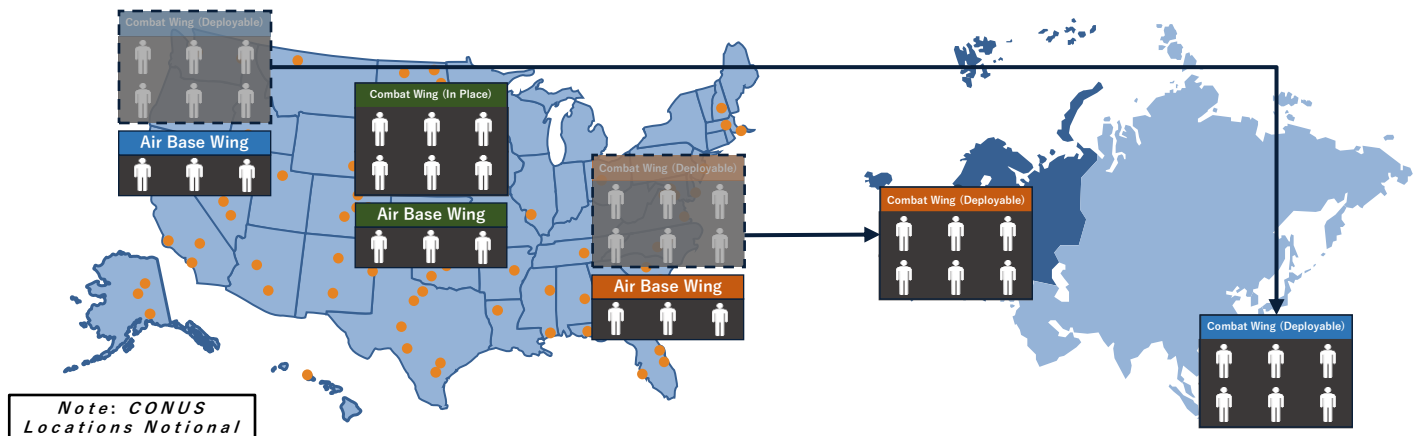 Combat Wing (Deployable)
Air Base Wing
Combat Wing (In Place)
Air Base Wing
Combat Wing (Deployable)
Air Base Wing
Combat Wing (Deployable)
Combat Wing (Deployable)
Note: CONUS
Locations Notional